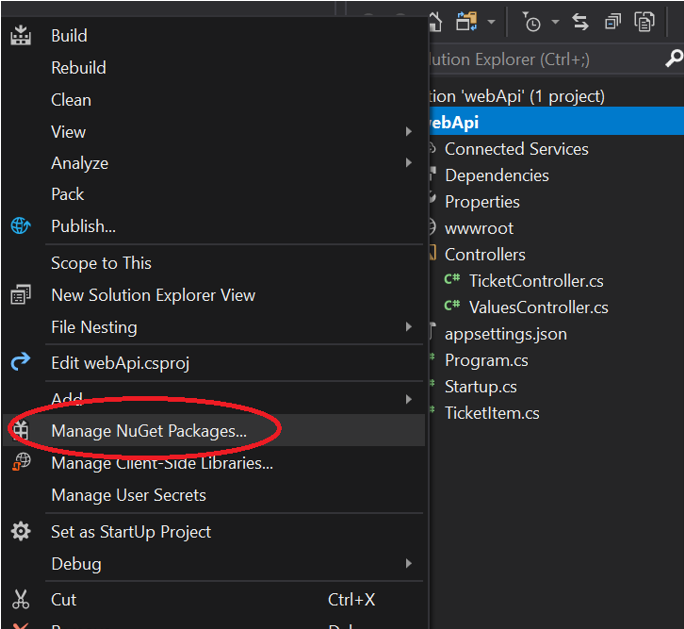 Build
Rebuild
Clean
View
Analyze
Pack
Publish...
Scope to This
New Solution Explorer View
File Nesting
Edit webApi.csproj
Add
Manage NuGet Packages...
Manage Client-Side Libraries...
Manage User Secrets
Set as StartUp Project
Debug
Cut Ctrl+X
lution Explorer (Ctrl+;)
tion 'webApi' (1 project)
ebApi
Connected Services
Dependencies
Properties
wwwroot
Controllers
C# TicketController.cs
C# ValuesController.cs
appsettings.json
Program.cs
Startup.cs
TicketItem.cs